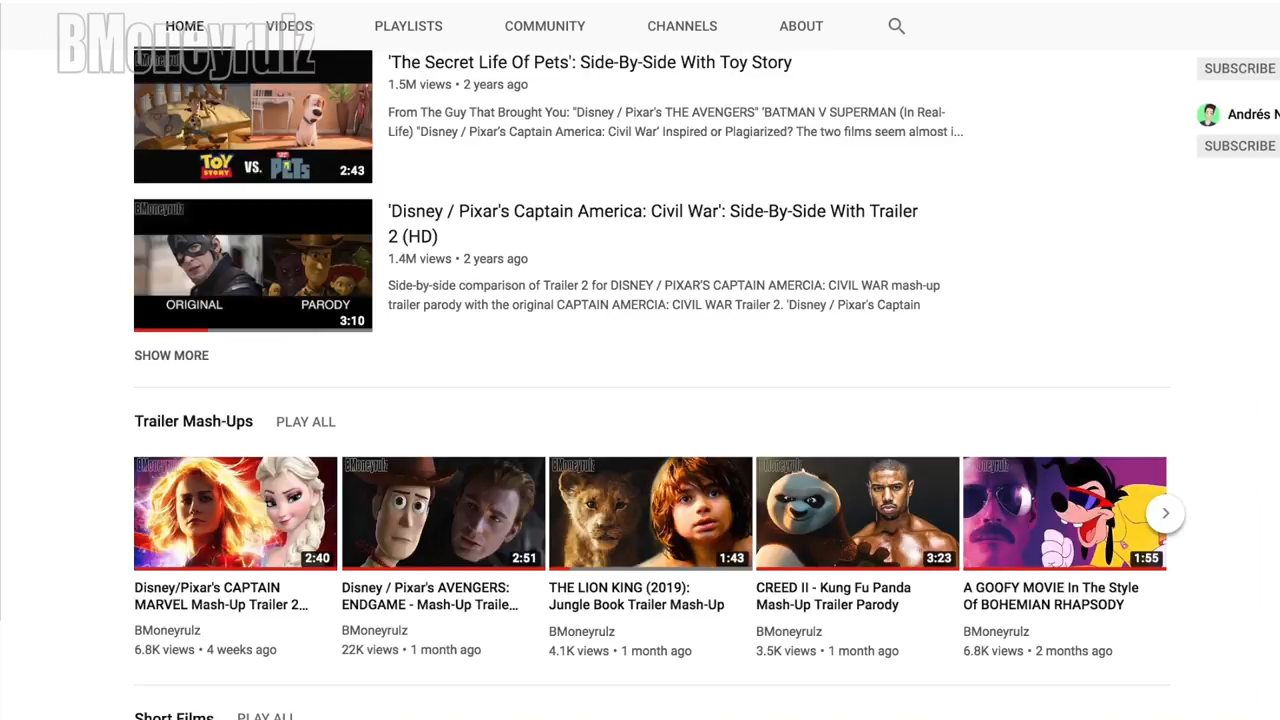 BMoneyrulz
HOME VIDEOS PLAYLISTS COMMUNITY CHANNELS ABOUT
'The Secret Life Of Pets': Side-By-Side With Toy Story
1.5M views • 2 years ago
From The Guy That Brought You: "Disney / Pixar's THE AVENGERS" 'BATMAN V SUPERMAN (In Real-
Life) "Disney / Pixar's Captain America: Civil War' Inspired or Plagiarized? The two films seem almost i...
TOY STORY VS. PETS
2:43
SUBSCRIBE
Andrés N
SUBSCRIBE
BMoneyrulz
'Disney / Pixar's Captain America: Civil War': Side-By-Side With Trailer
2 (HD)
1.4M views • 2 years ago
Side-by-side comparison of Trailer 2 for DISNEY / PIXAR'S CAPTAIN AMERCIA: CIVIL WAR mash-up
trailer parody with the original CAPTAIN AMERCIA: CIVIL WAR Trailer 2. 'Disney / Pixar's Captain
ORIGINAL PARODY
3:10
SHOW MORE
Trailer Mash-Ups PLAY ALL
BMoneyrulz BMoneyrulz BMoneyrulz BMoneyrulz BMoneyrulz
2:40 2:51 1:43 3:23 1:55
Disney/Pixar's CAPTAIN
MARVEL Mash-Up Trailer 2...
BMoneyrulz
6.8K views • 4 weeks ago
Disney / Pixar's AVENGERS:
ENDGAME - Mash-Up Traile...
BMoneyrulz
22K views • 1 month ago
THE LION KING (2019):
Jungle Book Trailer Mash-Up
BMoneyrulz
4.1K views • 1 month ago
CREED II - Kung Fu Panda
Mash-Up Trailer Parody
BMoneyrulz
3.5K views • 1 month ago
A GOOFY MOVIE In The Style
Of BOHEMIAN RHAPSODY
BMoneyrulz
6.8K views • 2 months ago
Short Films PLAY ALL